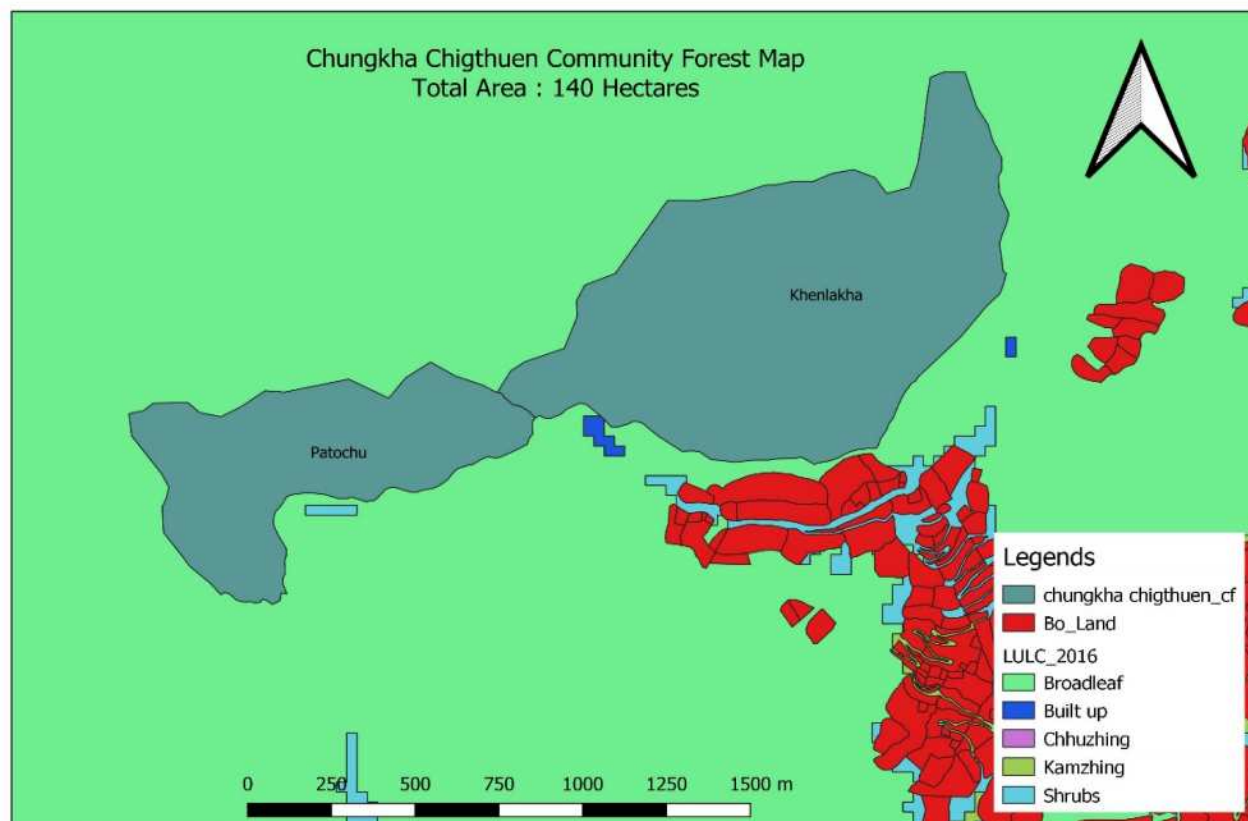 Chungkha Chigthuen Community Forest Map
Total Area : 140 Hectares
Khenlakha
Patochu
Legends
chungkha chigthuen_cf
Bo_Land
LULC_2016
Broadleaf
Built up
Chhuzhing
Kamzhing
Shrubs
0 250 500 750 1000 1250 1500 m